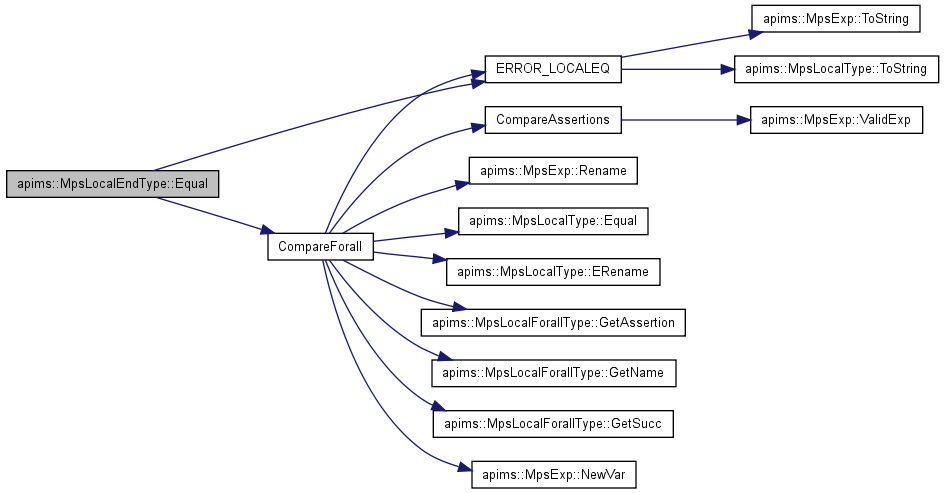 apims::MpsExp::ToString
ERROR_LOCALEQ
apims::MpsLocalType::ToString
CompareAssertions
apims::MpsExp::ValidExp
apims::MpsExp::Rename
apims::MpsLocalEndType::Equal
apims::MpsLocalType::Equal
CompareForall
apims::MpsLocalType::ERename
apims::MpsLocalForallType::GetAssertion
apims::MpsLocalForallType::GetName
apims::MpsLocalForallType::GetSucc
apims::MpsExp::NewVar